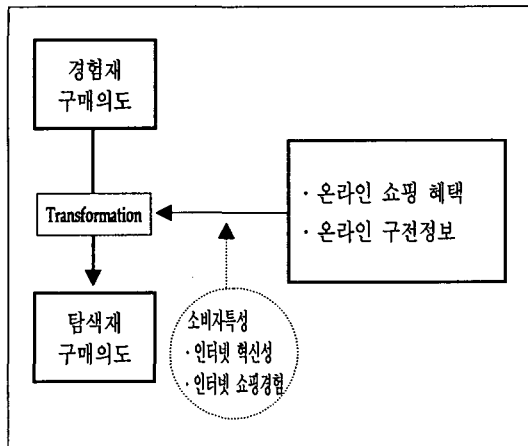 경험재
구매의도
Transformation
· 온라인 쇼핑 혜택
· 온라인 구전정보
탐색재
구매의도
소비자특성
· 인터넷 혁신성
· 인터넷 쇼핑경험